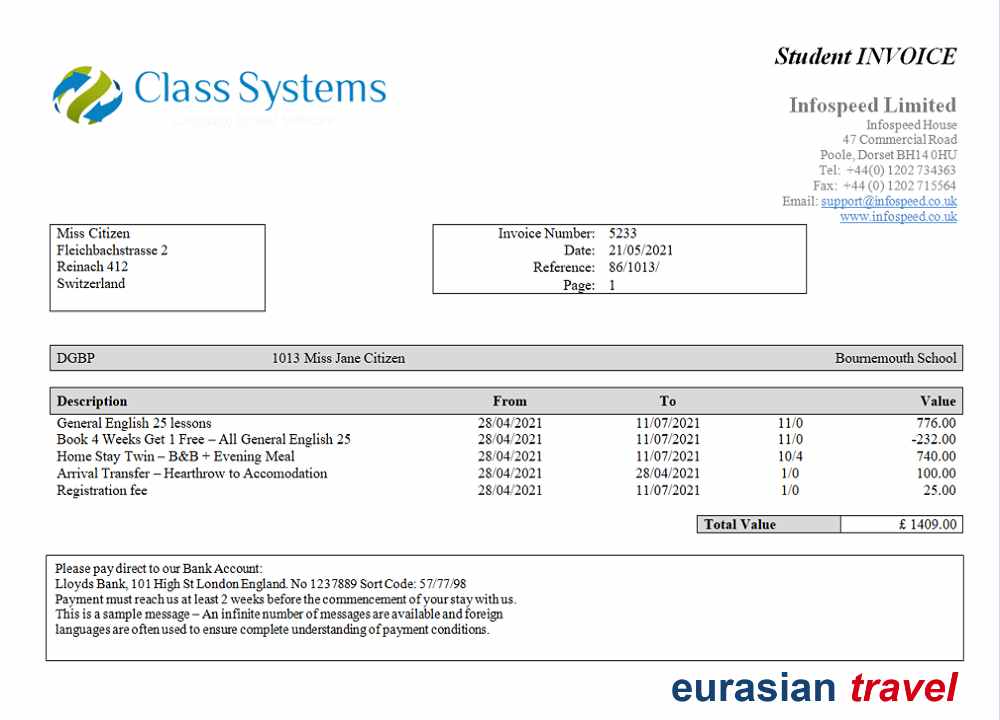 Student INVOICE
Class Systems
Infospeed Limited
Infospeed House
47 Commercial Road
Poole, Dorset BH14 0HU
Tel: +44(0) 1202 734363
Fax: +44 (0) 1202 715564
Email: support@infospeed.co.uk
www.infospeed.co.uk
Miss Citizen
Fleichbachstrasse 2
Reinach 412
Switzerland
Invoice Number: 5233
Date: 21/05/2021
Reference: 86/1013/
Page: 1
DGBP 1013 Miss Jane Citizen Bournemouth School
Description From To Value
General English 25 lessons 28/04/2021 11/07/2021 11/0 776.00
Book 4 Weeks Get 1 Free – All General English 25 28/04/2021 11/07/2021 11/0 -232.00
Home Stay Twin – B&B + Evening Meal 28/04/2021 11/07/2021 10/4 740.00
Arrival Transfer – Hearthrow to Accomodation 28/04/2021 28/04/2021 1/0 100.00
Registration fee 28/04/2021 11/07/2021 1/0 25.00
Total Value £ 1409.00
Please pay direct to our Bank Account:
Lloyds Bank, 101 High St London England. No 1237889 Sort Code: 57/77/98
Payment must reach us at least 2 weeks before the commencement of your stay with us.
This is a sample message – An infinite number of messages are available and foreign
languages are often used to ensure complete understanding of payment conditions.
eurasian travel